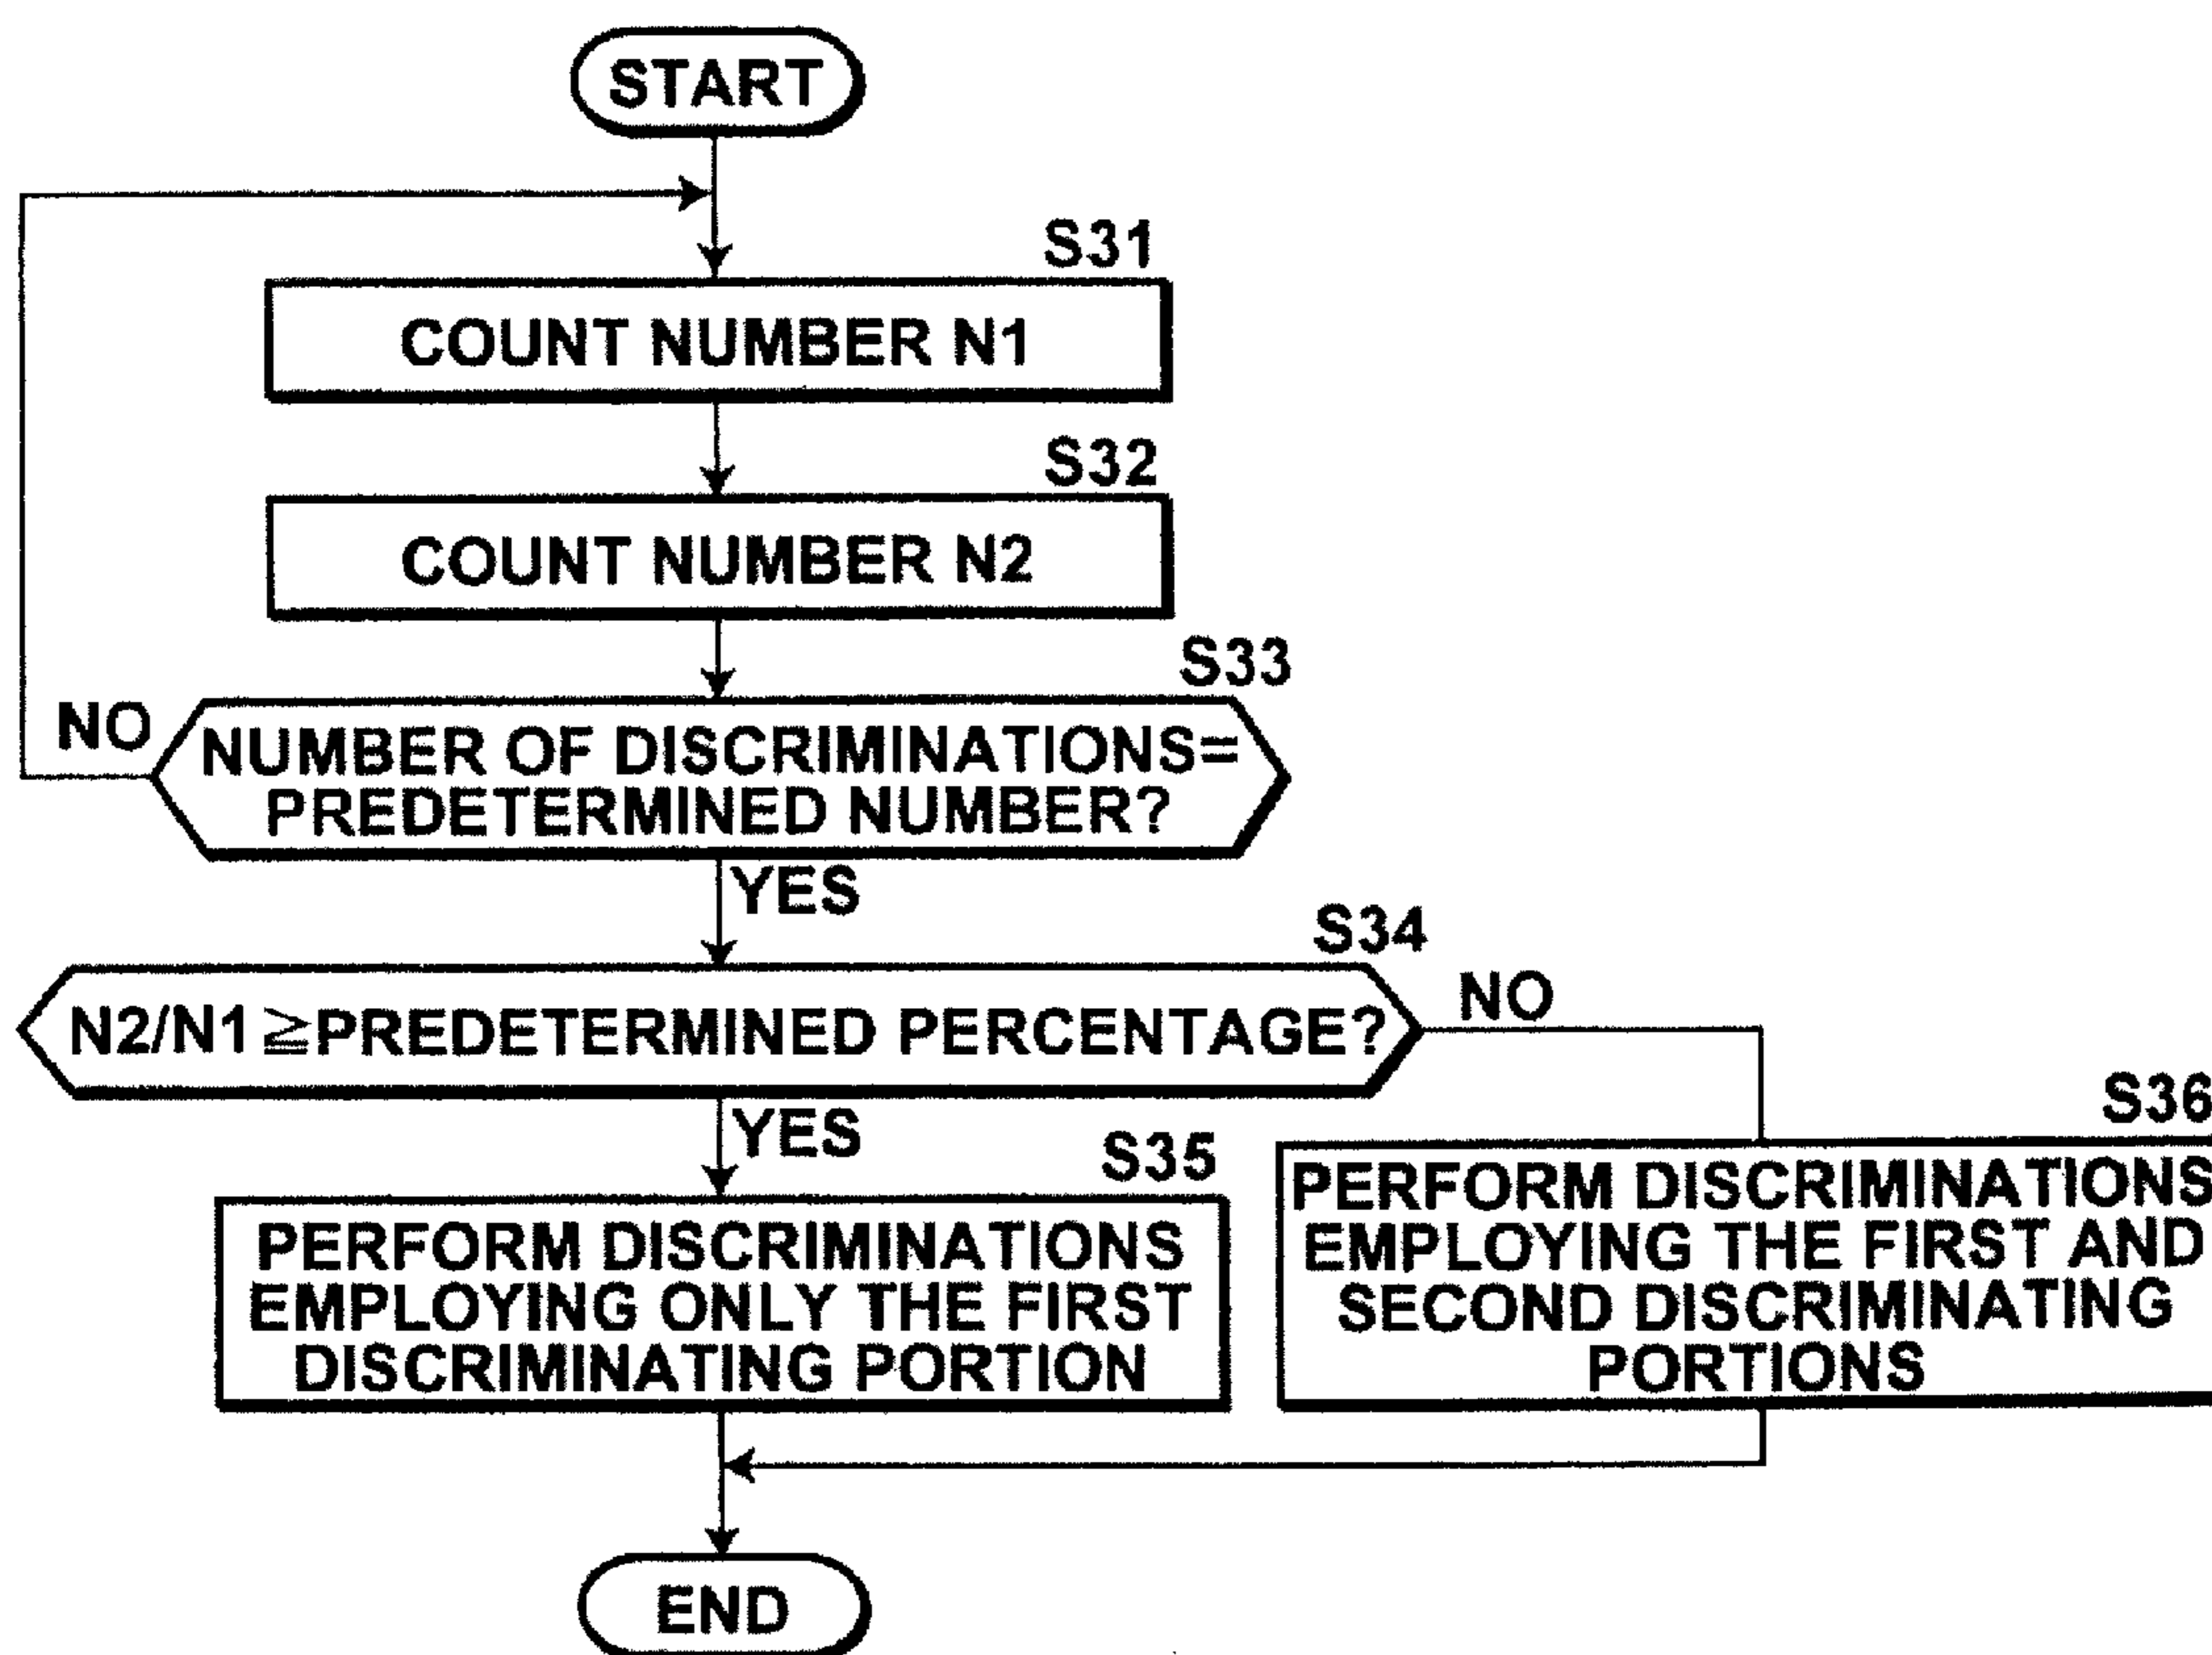 START
S31
COUNT NUMBER N1
S32
COUNT NUMBER N2
S33
NO
NUMBER OF DISCRIMINATIONS=
PREDETERMINED NUMBER?
YES
S34
N2/N1≧PREDETERMINED PERCENTAGE?
NO
YES
S35
PERFORM DISCRIMINATIONS
EMPLOYING ONLY THE FIRST
DISCRIMINATING PORTION
S36
PERFORM DISCRIMINATIONS
EMPLOYING THE FIRST AND
SECOND DISCRIMINATING
PORTIONS
END